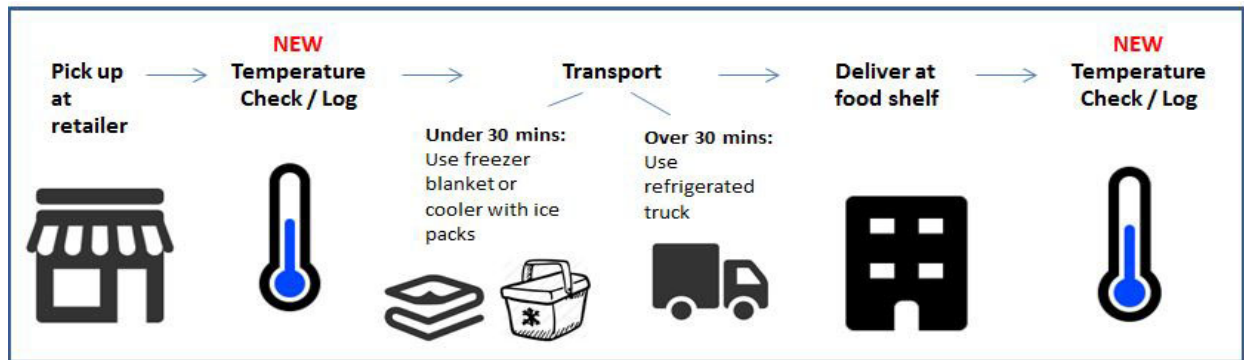 Pick up
at
retailer
NEW
Temperature
Check / Log
Transport
Under 30 mins:
Use freezer
blanket or
cooler with ice
packs
Over 30 mins:
Use
refrigerated
truck
Deliver at
food shelf
NEW
Temperature
Check / Log